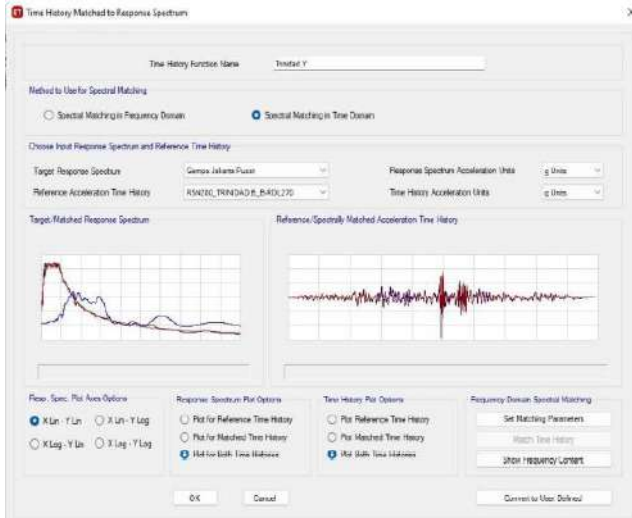 Time History Matched to Response Spectrum
Time History Function Name
Trinidad Y
Method to Use for Spectral Matching
Spectral Matching in Frequency Domain
Spectral Matching in Time Domain
Choose Input Response Spectrum and Reference Time History
Target Response Spectrum
Gempa Jakarta Pusat
Response Spectrum Acceleration Units
g Units
Reference Acceleration Time History
Time History Acceleration Units
g Units
Target/Matched Response Spectrum
Reference/Spectrally Matched Acceleration Time History
Resp. Spec. Plot Axes Options
X Lin - Y Lin
X Lin - Y Log
X Log - Y Lin
X Log - Y Log
Response Spectrum Plot Options
Plot for Reference Time History
Plot for Matched Time History
Plot for Both Time Histories
Time History Plot Options
Plot Reference Time History
Plot Matched Time History
Plot Both Time Histories
Frequency Domain Spectral Matching
Set Matching Parameters
Match Time History
Show Frequency Content
OK
Cancel
Convert to User Defined